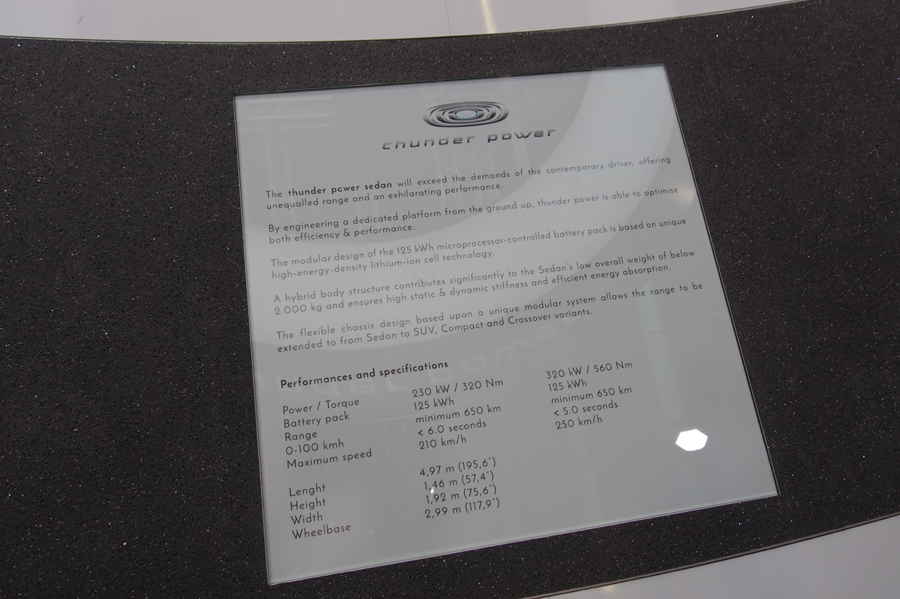 thunder power
The thunder power sedan will exceed the demands of the contemporary driver, offering
unequalled range and an exhilarating performance.
By engineering a dedicated platform from the ground up, thunder power is able to optimise
both efficiency & performance.
The modular design of the 125 kWh microprocessor-controlled battery pack is based on unique
high-energy-density lithium-ion cell technology.
A hybrid body structure contributes significantly to the Sedan's low overall weight of below
2.000 kg and ensures high static & dynamic stiffness and efficient energy absorption.
The flexible chassis design based upon a unique modular system allows the range to be
extended to from Sedan to SUV, Compact and Crossover variants.
Performances and specifications
Power / Torque 230 kW / 320 Nm 320 kW / 560 Nm
Battery pack 125 kWh 125 kWh
Range minimum 650 km minimum 650 km
0-100 kmh < 6.0 seconds < 5.0 seconds
Maximum speed 210 km/h 250 km/h
Lenght 4,97 m (195,6")
Height 1,46 m (57,4")
Width 1,92 m (75,6")
Wheelbase 2,99 m (117,9")